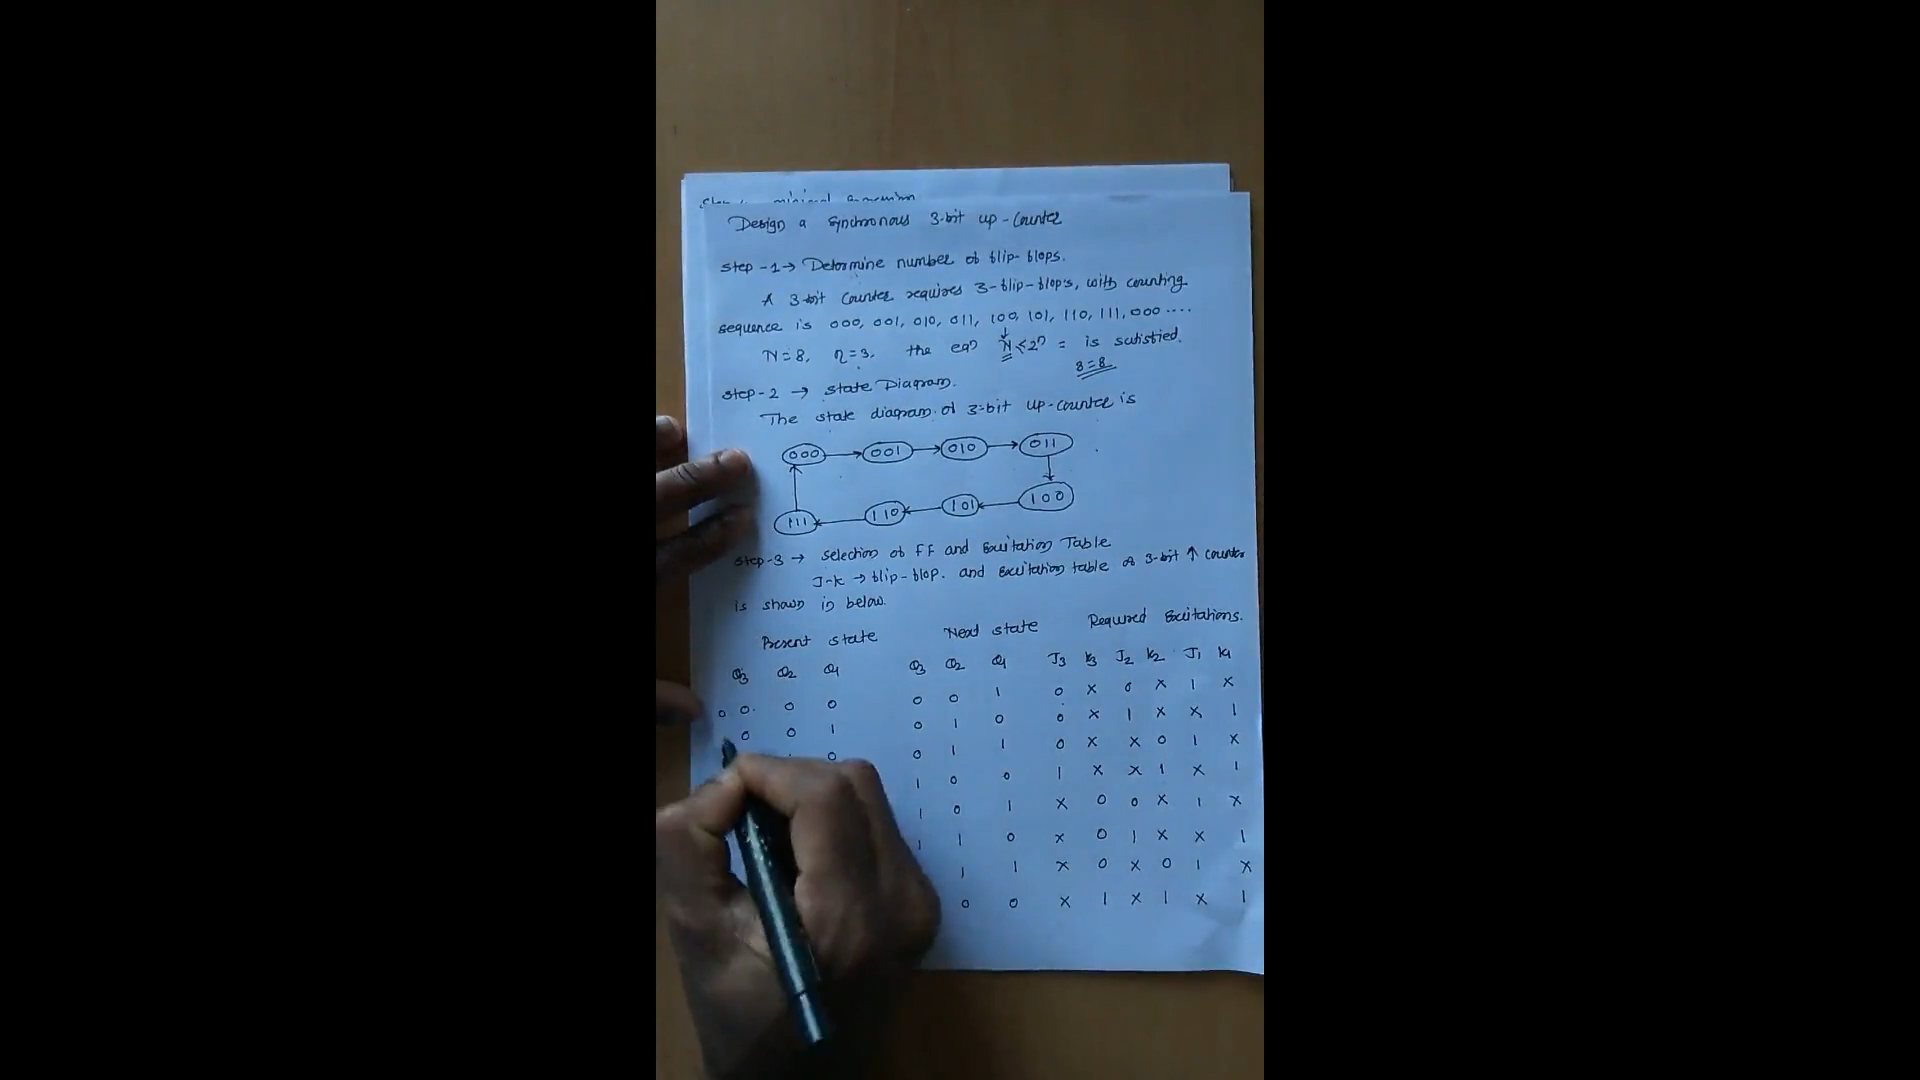 minimal
Design a synchronous 3-bit up-counter
Step-1→ Determine number of flip-flops.
A 3-bit counter requires 3-flip-flop's, with counting
sequence is 000, 001, 010, 011, 100, 101, 110, 111, 000 ....
N=8, n=3, the eqn N≤2ⁿ = is satisfied.
8=8
Step-2 → State Diagram.
The state diagram of 3-bit up-counter is
000 → 001 → 010 → 011
111 110 101 100
Step-3 → Selection of FF and Excitation Table
J-K → flip-flop. and Excitation table of 3-bit ↑ counter
is shown in below.
Present state Next state Required Excitations.
Q3 Q2 Q1 Q3 Q2 Q1 J3 K3 J2 K2 J1 K1
0 0 0 0 0 0 1 0 X 0 X 1 X
0 0 1 0 1 0 0 X 1 X X 1
0 0 1 1 0 X X 0 1 X
1 0 0 1 X X 1 X 1
1 0 1 X 0 0 X 1 X
1 1 0 X 0 1 X X 1
1 1 X 0 X 0 1 X
0 0 X 1 X 1 X 1